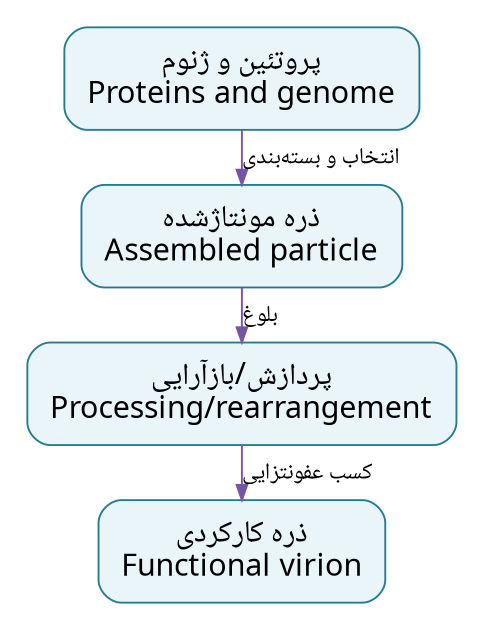 پروتئین و ژنوم
Proteins and genome
انتخاب و بسته‌بندی
ذره مونتاژشده
Assembled particle
بلوغ
پردازش/بازآرایی
Processing/rearrangement
کسب عفونتزایی
ذره کارکردی
Functional virion